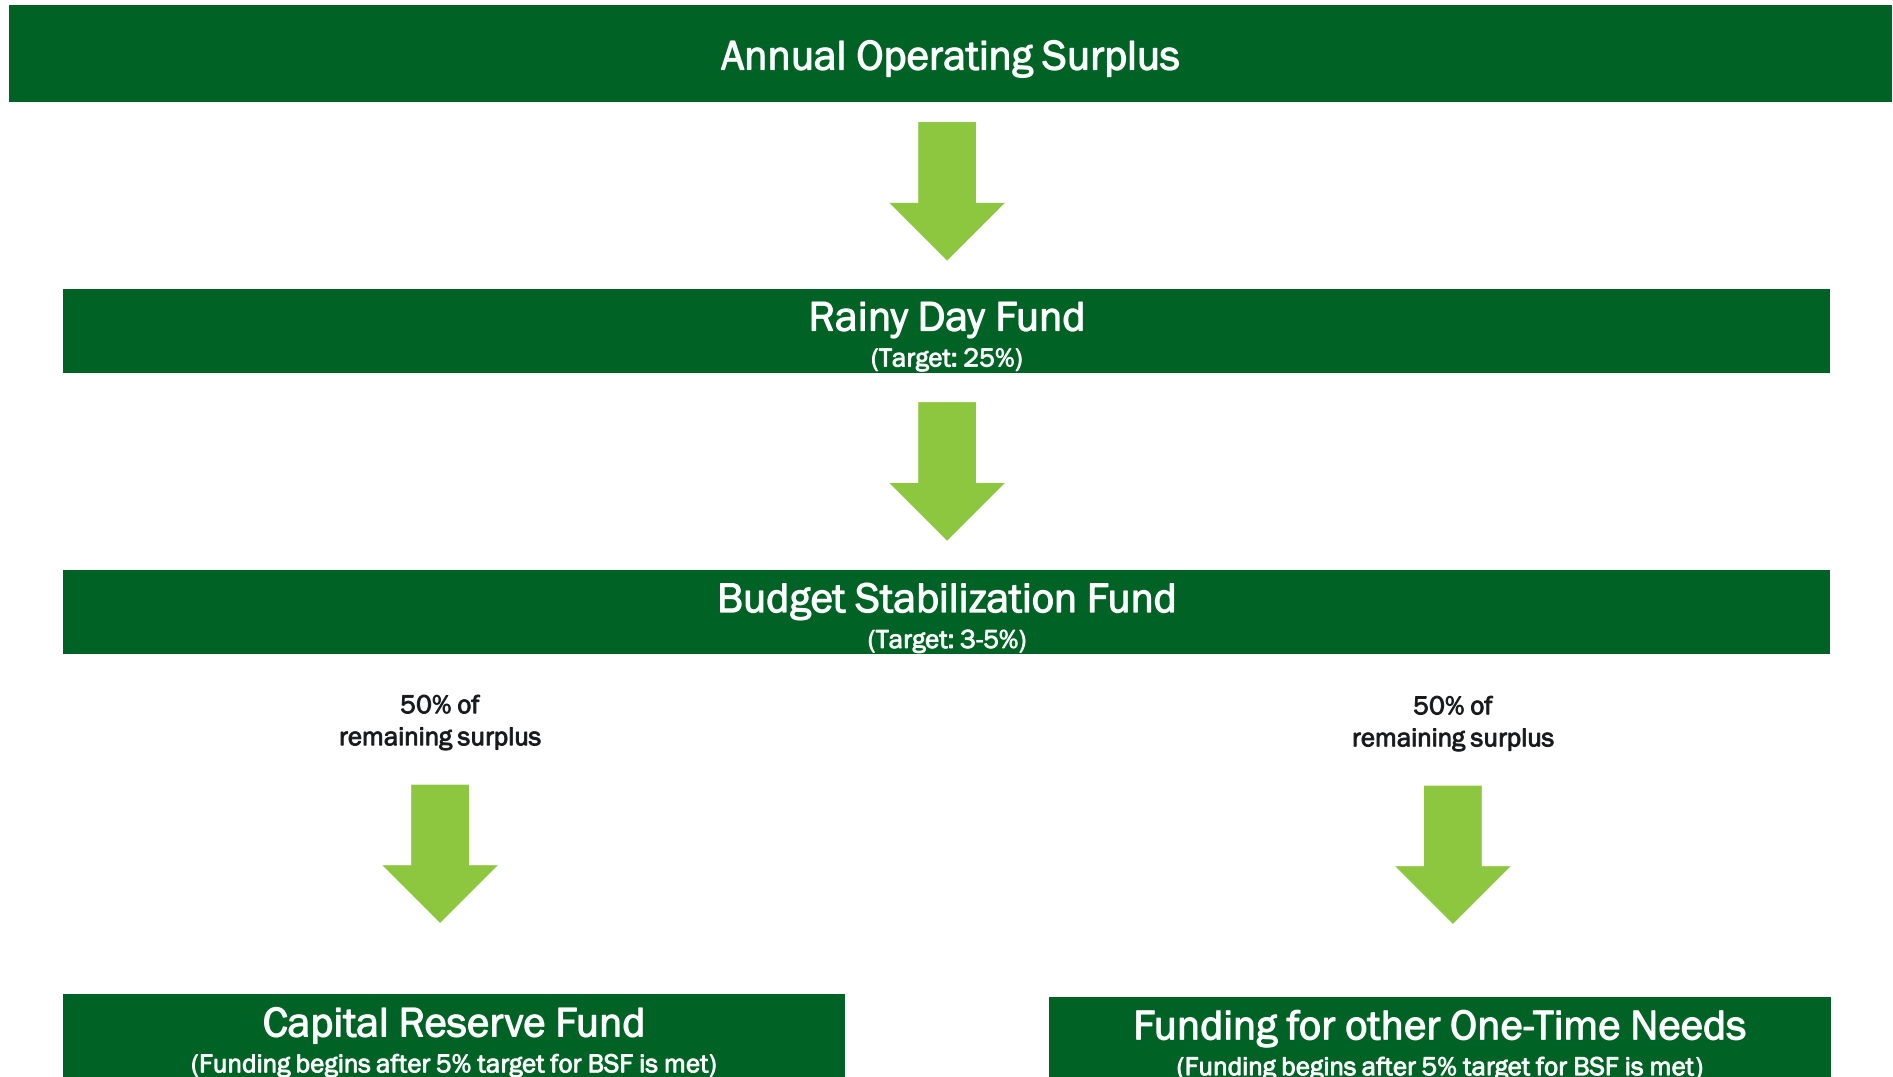 Annual Operating Surplus
Rainy Day Fund
(Target: 25%)
Budget Stabilization Fund
(Target: 3-5%)
50% of
remaining surplus
50% of
remaining surplus
Capital Reserve Fund
(Funding begins after 5% target for BSF is met)
Funding for other One-Time Needs
(Funding begins after 5% target for BSF is met)